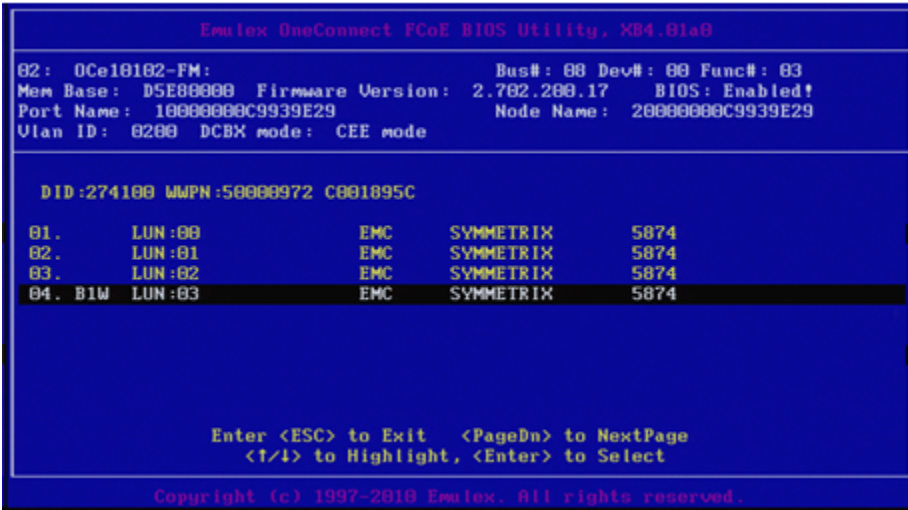 Emulex OneConnect FCoE BIOS Utility, XB4.01a0
02: OCe10102-FM: Bus#: 08 Dev#: 00 Func#: 03
Mem Base: D5E80000 Firmware Version: 2.702.200.17 BIOS: Enabled!
Port Name: 10000000C9939E29 Node Name: 20000000C9939E29
Vlan ID: 0200 DCBX mode: CEE mode
DID:274100 WWPN:50000972 C001895C
01. LUN:00 EMC SYMMETRIX 5874
02. LUN:01 EMC SYMMETRIX 5874
03. LUN:02 EMC SYMMETRIX 5874
04. B1W LUN:03 EMC SYMMETRIX 5874
Enter <ESC> to Exit <PageDn> to NextPage
<↑/↓> to Highlight, <Enter> to Select
Copyright (c) 1997-2010 Emulex. All rights reserved.